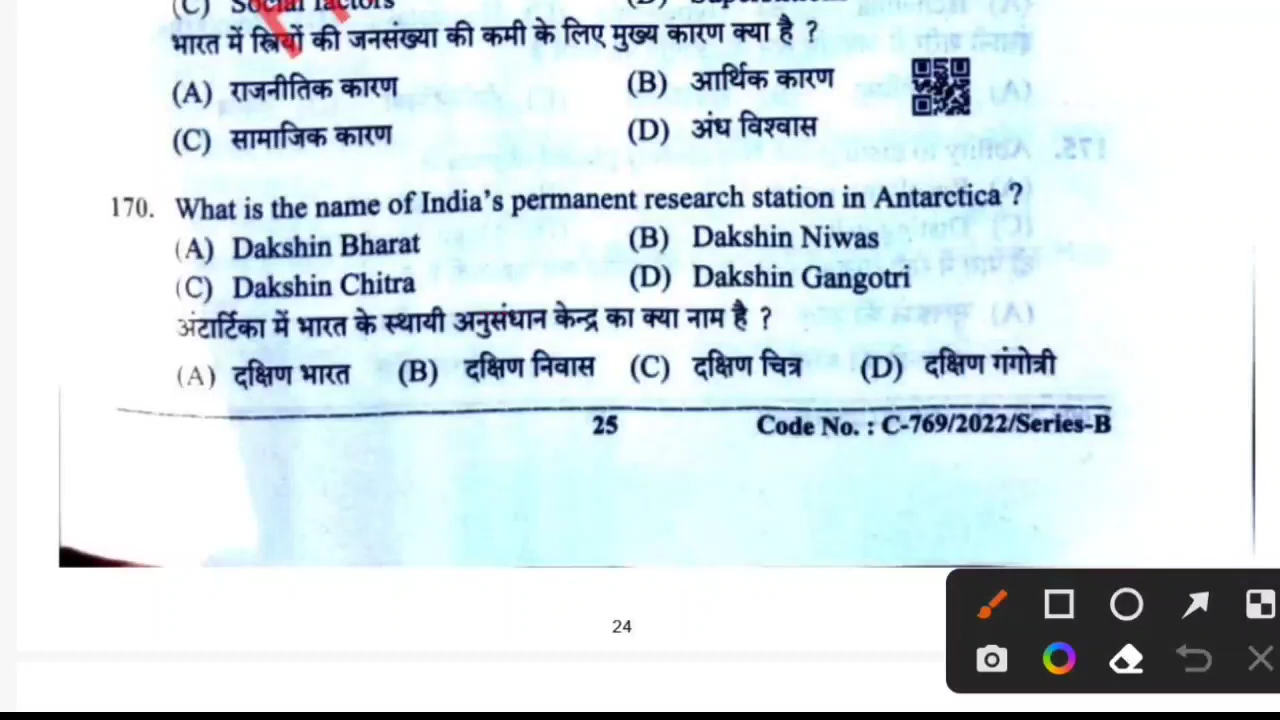 (C) Social factors
भारत में स्त्रियों की जनसंख्या की कमी के लिए मुख्य कारण क्या है ?
(A) राजनीतिक कारण (B) आर्थिक कारण
(C) सामाजिक कारण (D) अंध विश्वास
170. What is the name of India's permanent research station in Antarctica ?
(A) Dakshin Bharat (B) Dakshin Niwas
(C) Dakshin Chitra (D) Dakshin Gangotri
अंटार्टिका में भारत के स्थायी अनुसंधान केन्द्र का क्या नाम है ?
(A) दक्षिण भारत (B) दक्षिण निवास (C) दक्षिण चित्र (D) दक्षिण गंगोत्री
25 Code No. : C-769/2022/Series-B
24